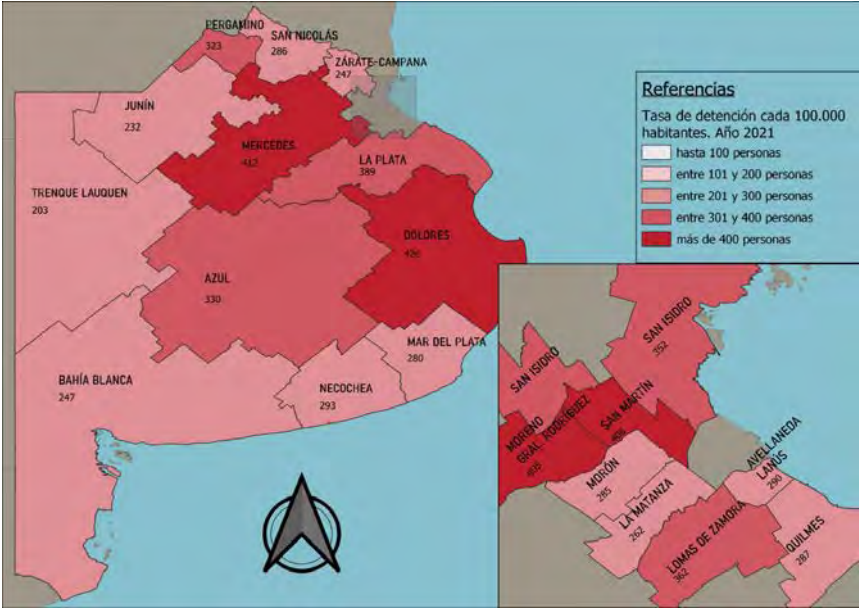 PERGAMINO
323
SAN NICOLÁS
286
ZÁRATE-CAMPANA
247
JUNÍN
232
MERCEDES
412
LA PLATA
389
TRENQUE LAUQUEN
203
DOLORES
426
AZUL
330
MAR DEL PLATA
280
BAHÍA BLANCA
247
NECOCHEA
293
Referencias
Tasa de detención cada 100.000
habitantes. Año 2021
hasta 100 personas
entre 101 y 200 personas
entre 201 y 300 personas
entre 301 y 400 personas
más de 400 personas
SAN ISIDRO
352
SAN ISIDRO
MORENO
GRAL. RODRÍGUEZ
SAN MARTÍN
MORÓN
285
LA MATANZA
262
AVELLANEDA
LANÚS
290
LOMAS DE ZAMORA
362
QUILMES
287